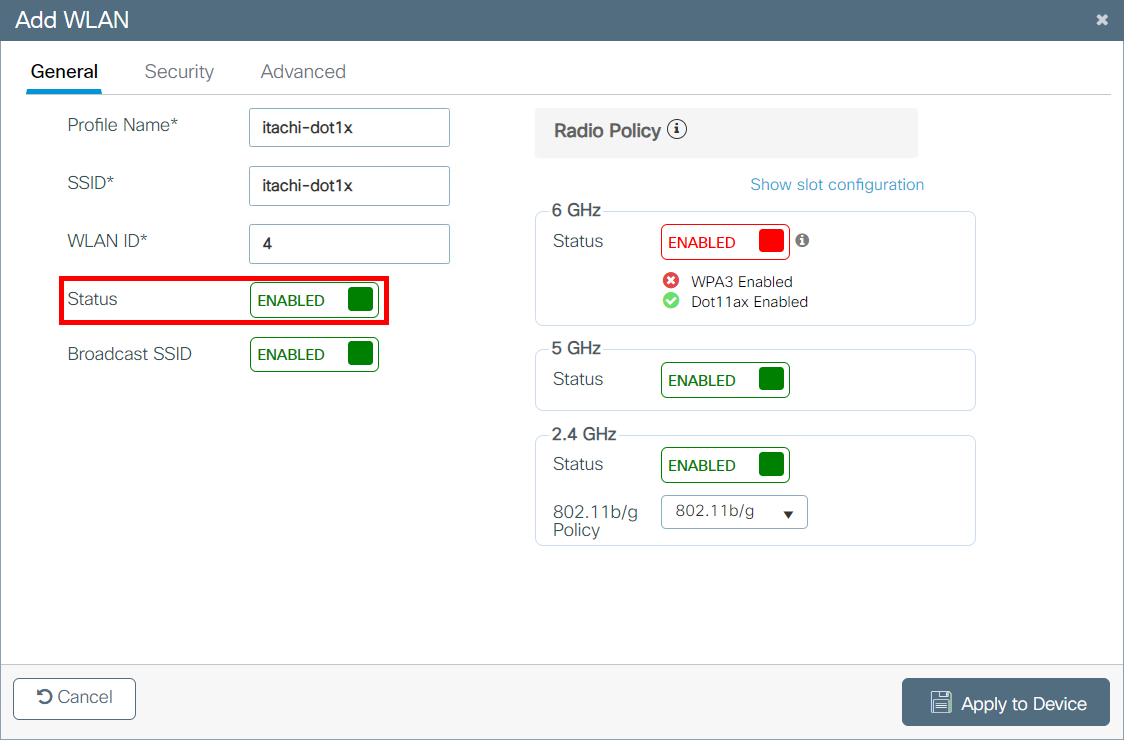 Add WLAN
General Security Advanced
Profile Name* itachi-dot1x
SSID* itachi-dot1x
WLAN ID* 4
Status ENABLED
Broadcast SSID ENABLED
Radio Policy
Show slot configuration
6 GHz
Status ENABLED
WPA3 Enabled
Dot11ax Enabled
5 GHz
Status ENABLED
2.4 GHz
Status ENABLED
802.11b/g 802.11b/g
Policy
Cancel Apply to Device